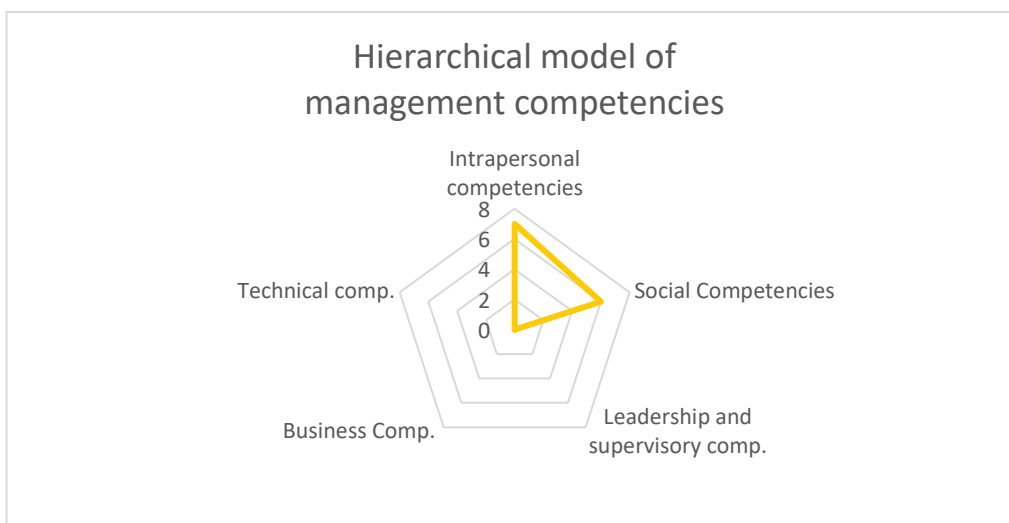 Hierarchical model of
management competencies
Intrapersonal
competencies
8
6
4
2
0
Technical comp.
Social Competencies
Business Comp.
Leadership and
supervisory comp.